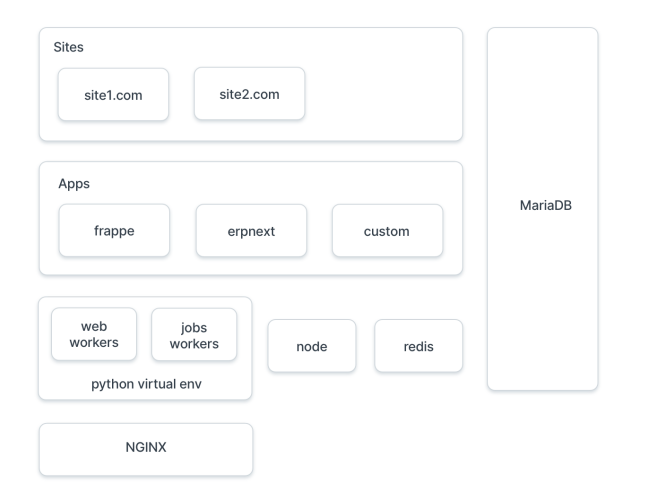 Sites
site1.com
site2.com
MariaDB
Apps
frappe
erpnext
custom
web
workers
jobs
workers
python virtual env
node
redis
NGINX